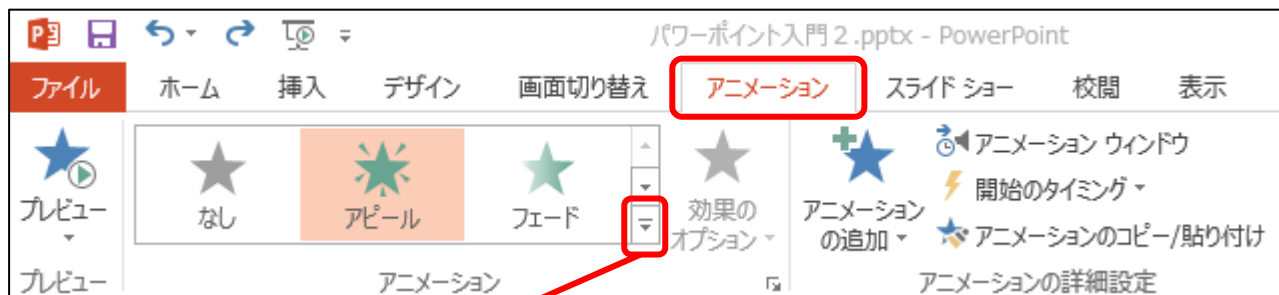 パワーポイント入門２.pptx - PowerPoint
ファイル ホーム 挿入 デザイン 画面切り替え アニメーション スライド ショー 校閲 表示
プレビュー
なし アピール フェード
効果の
オプション
アニメーション
の追加
アニメーション ウィンドウ
開始のタイミング
アニメーションのコピー/貼り付け
プレビュー アニメーション アニメーションの詳細設定